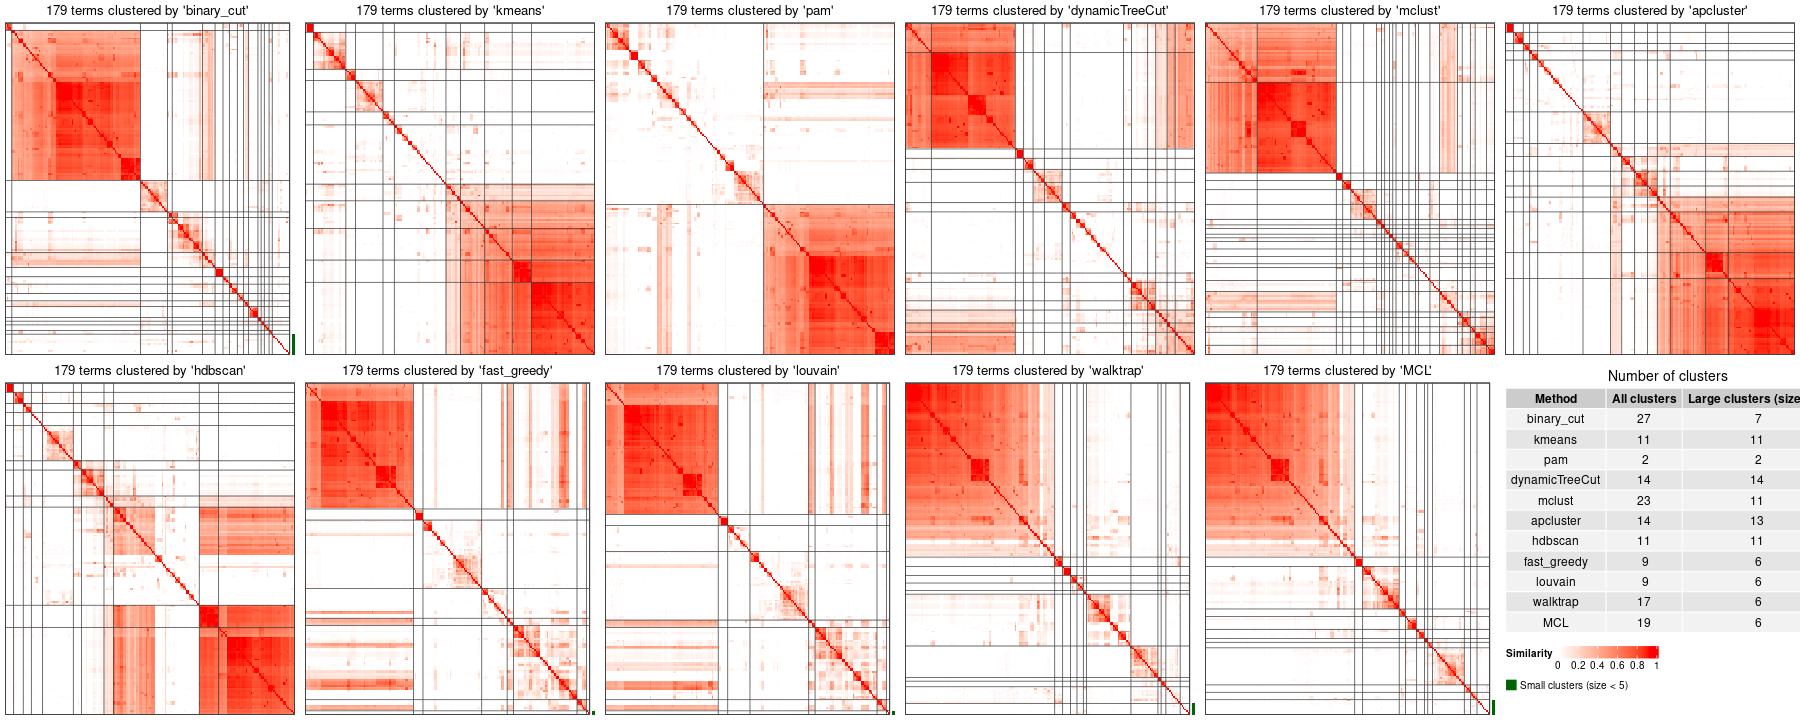 179 terms clustered by 'binary_cut'
179 terms clustered by 'kmeans'
179 terms clustered by 'pam'
179 terms clustered by 'dynamicTreeCut'
179 terms clustered by 'mclust'
179 terms clustered by 'apcluster'
179 terms clustered by 'hdbscan'
179 terms clustered by 'fast_greedy'
179 terms clustered by 'louvain'
179 terms clustered by 'walktrap'
179 terms clustered by 'MCL'
Number of clusters
Method All clusters Large clusters (size
binary_cut 27 7
kmeans 11 11
pam 2 2
dynamicTreeCut 14 14
mclust 23 11
apcluster 14 13
hdbscan 11 11
fast_greedy 9 6
louvain 9 6
walktrap 17 6
MCL 19 6
Similarity
0 0.2 0.4 0.6 0.8 1
Small clusters (size < 5)